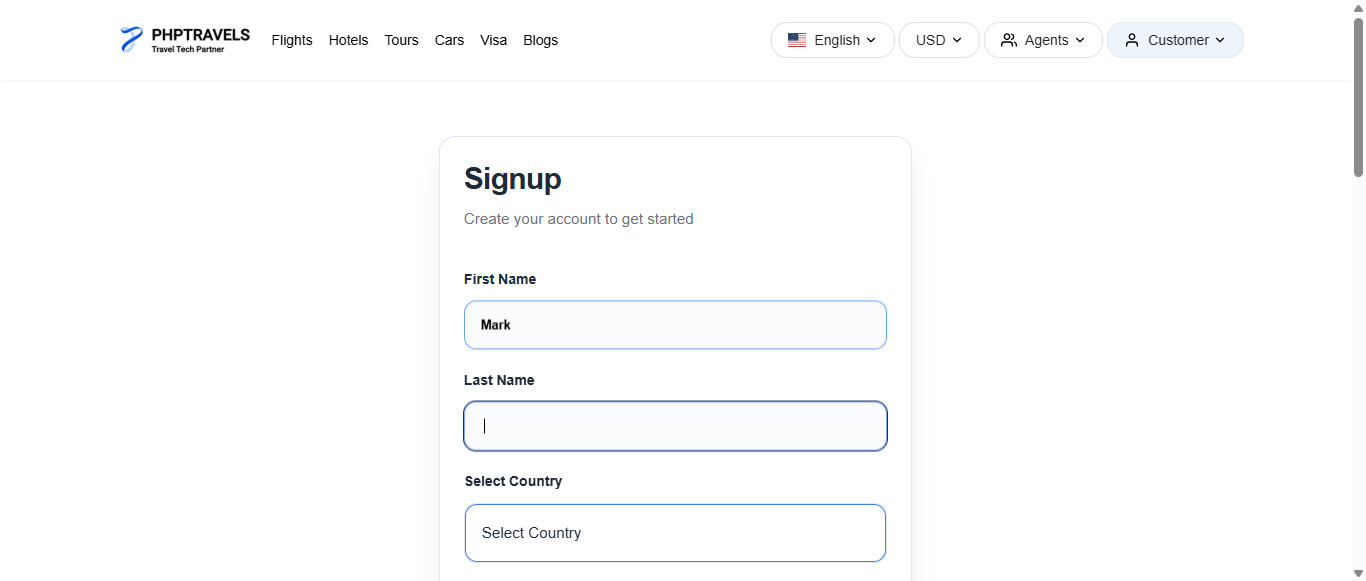 PHPTRAVELS
Travel Tech Partner
Flights Hotels Tours Cars Visa Blogs
English USD Agents Customer
Signup
Create your account to get started
First Name
Mark
Last Name
Select Country
Select Country